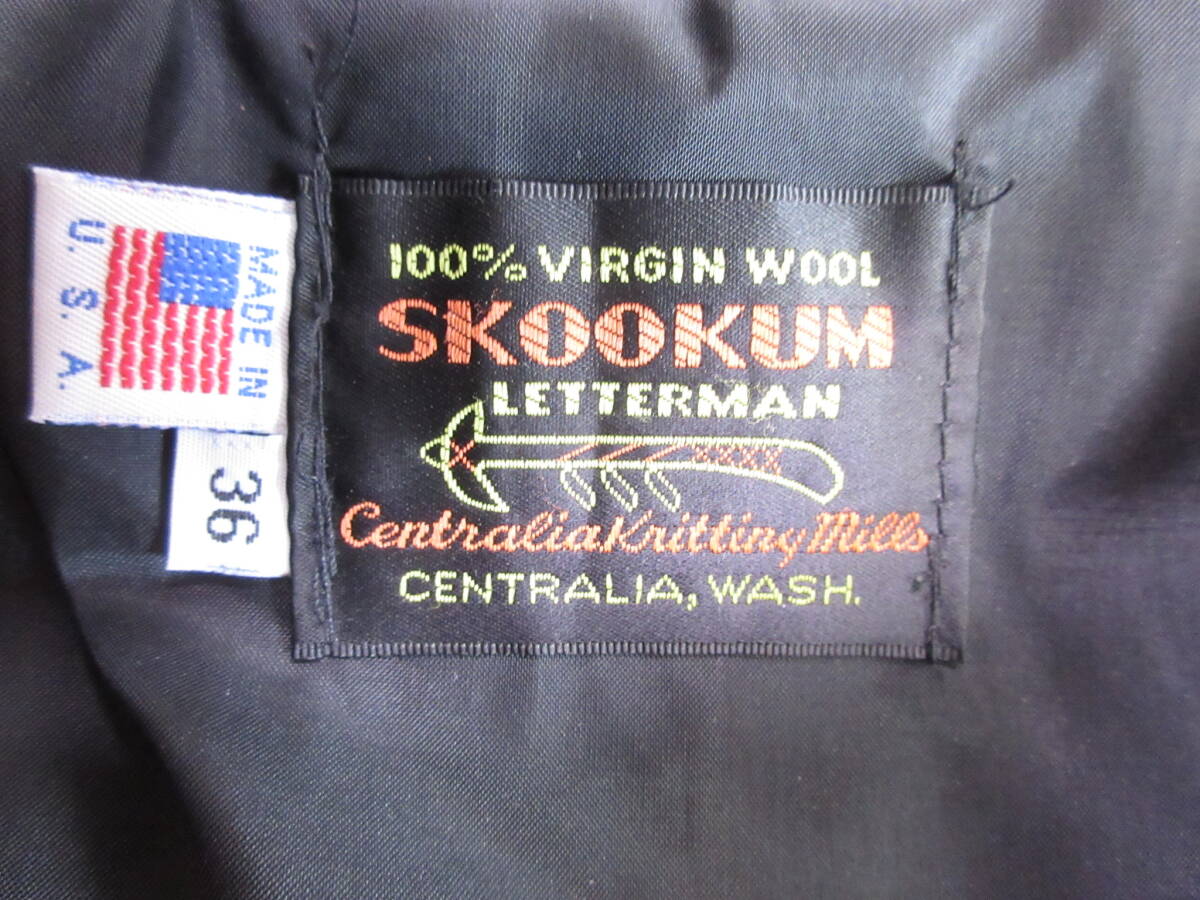 100% VIRGIN WOOL
SKOOKUM
LETTERMAN
Centralia Knitting Mills
CENTRALIA, WASH.
MADE IN
U.S.A.
36